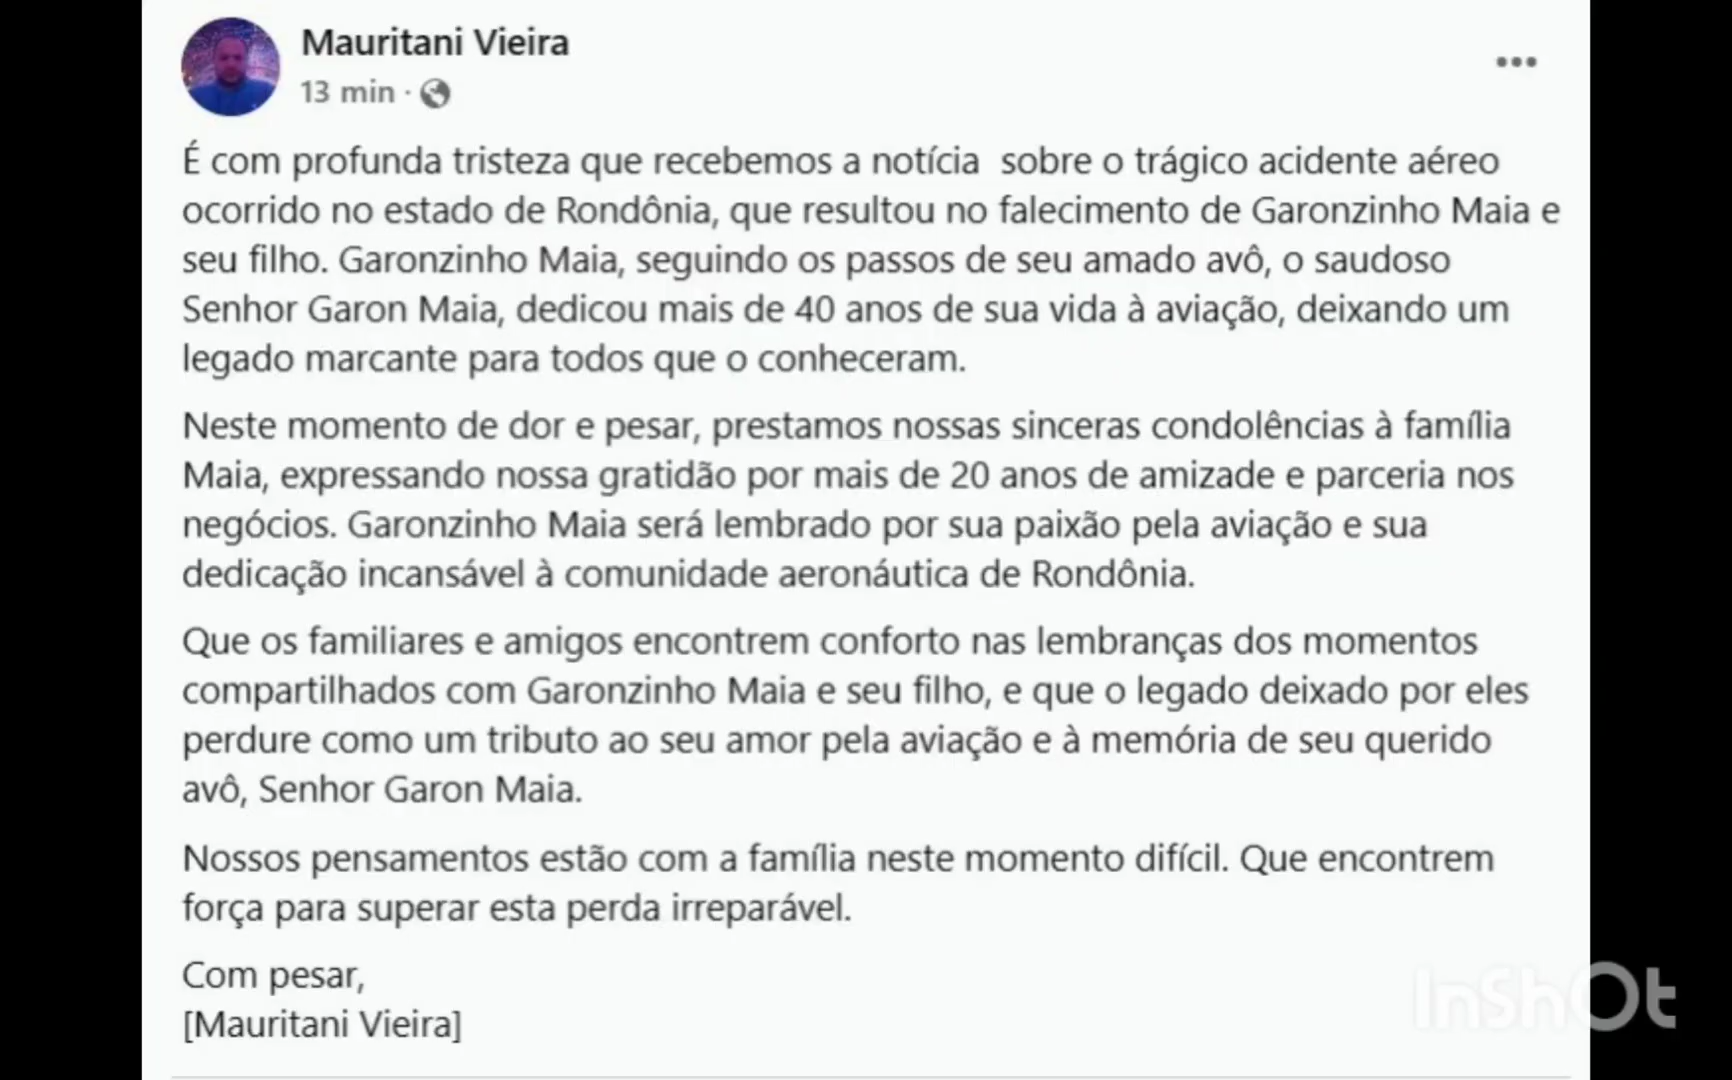 Mauritani Vieira
13 min ·
É com profunda tristeza que recebemos a notícia  sobre o trágico acidente aéreo
ocorrido no estado de Rondônia, que resultou no falecimento de Garonzinho Maia e
seu filho. Garonzinho Maia, seguindo os passos de seu amado avô, o saudoso
Senhor Garon Maia, dedicou mais de 40 anos de sua vida à aviação, deixando um
legado marcante para todos que o conheceram.
Neste momento de dor e pesar, prestamos nossas sinceras condolências à família
Maia, expressando nossa gratidão por mais de 20 anos de amizade e parceria nos
negócios. Garonzinho Maia será lembrado por sua paixão pela aviação e sua
dedicação incansável à comunidade aeronáutica de Rondônia.
Que os familiares e amigos encontrem conforto nas lembranças dos momentos
compartilhados com Garonzinho Maia e seu filho, e que o legado deixado por eles
perdure como um tributo ao seu amor pela aviação e à memória de seu querido
avô, Senhor Garon Maia.
Nossos pensamentos estão com a família neste momento difícil. Que encontrem
força para superar esta perda irreparável.
Com pesar,
[Mauritani Vieira]
InShOt